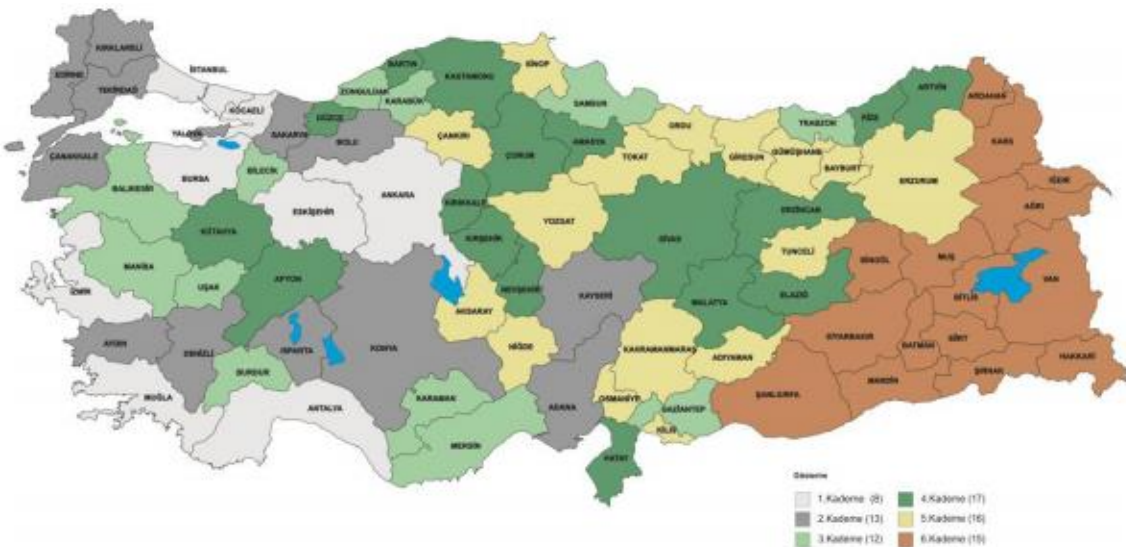 KIRKLARELİ
EDİRNE
TEKİRDAĞ
İSTANBUL
KOCAELİ
YALOVA
SAKARYA
DÜZCE
BOLU
ZONGULDAK
BARTIN
KARABÜK
KASTAMONU
SİNOP
SAMSUN
ÇANKIRI
ÇORUM
AMASYA
TOKAT
ORDU
GİRESUN
GÜMÜŞHANE
TRABZON
BAYBURT
RİZE
ARTVİN
ARDAHAN
KARS
IĞDIR
AĞRI
ERZURUM
ERZİNCAN
TUNCELİ
ÇANAKKALE
BALIKESİR
BURSA
BİLECİK
ESKİŞEHİR
ANKARA
KIRIKKALE
KIRŞEHİR
YOZGAT
SİVAS
KÜTAHYA
MANİSA
UŞAK
AFYON
İZMİR
AYDIN
DENİZLİ
ISPARTA
BURDUR
MUĞLA
ANTALYA
KONYA
AKSARAY
NEVŞEHİR
NİĞDE
KAYSERİ
KARAMAN
MERSİN
ADANA
KAHRAMANMARAŞ
OSMANİYE
HATAY
GAZİANTEP
KİLİS
ADIYAMAN
MALATYA
ELAZIĞ
BİNGÖL
MUŞ
BİTLİS
VAN
DİYARBAKIR
BATMAN
SİİRT
ŞIRNAK
HAKKARİ
MARDİN
ŞANLIURFA
Gösterme
1.Kademe (8)
2.Kademe (13)
3.Kademe (12)
4.Kademe (17)
5.Kademe (16)
6.Kademe (15)